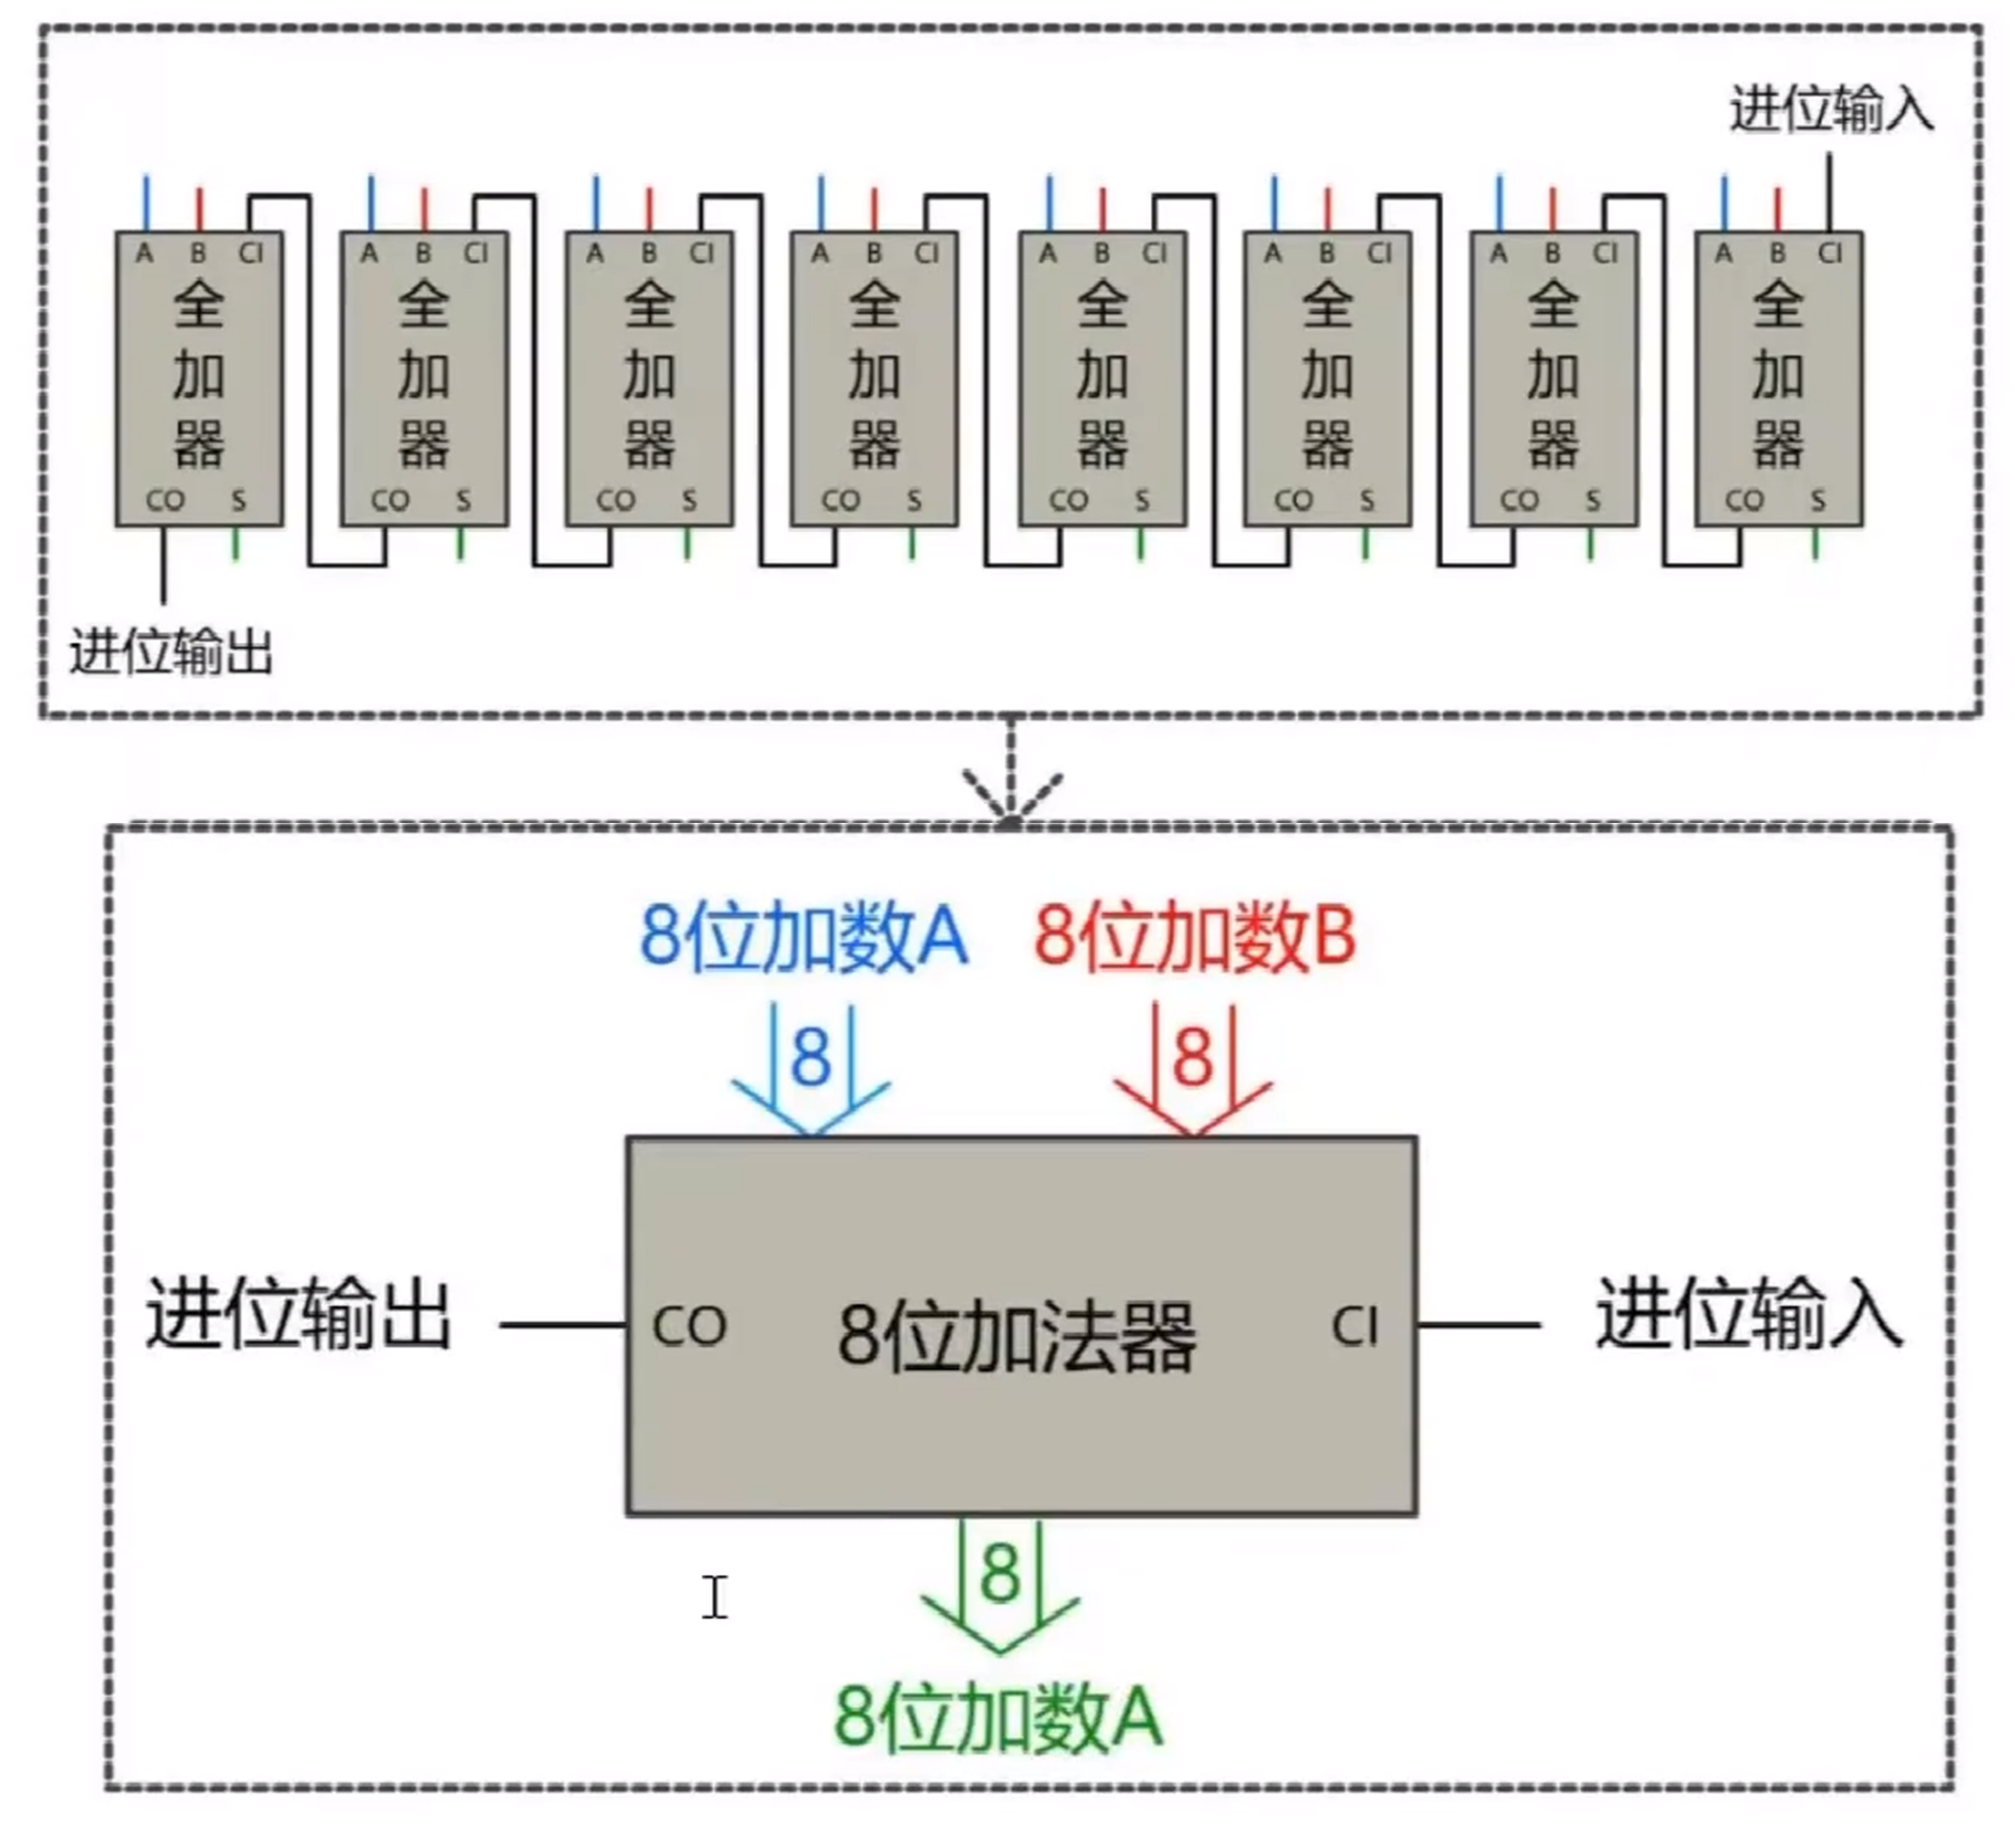 进位输入
A B CI A B CI A B CI A B CI A B CI A B CI A B CI A B CI
全 全 全 全 全 全 全 全
加 加 加 加 加 加 加 加
器 器 器 器 器 器 器 器
CO S CO S CO S CO S CO S CO S CO S CO S
进位输出
8位加数A 8位加数B
8 8
进位输出 CO 8位加法器 CI 进位输入
8
8位加数A